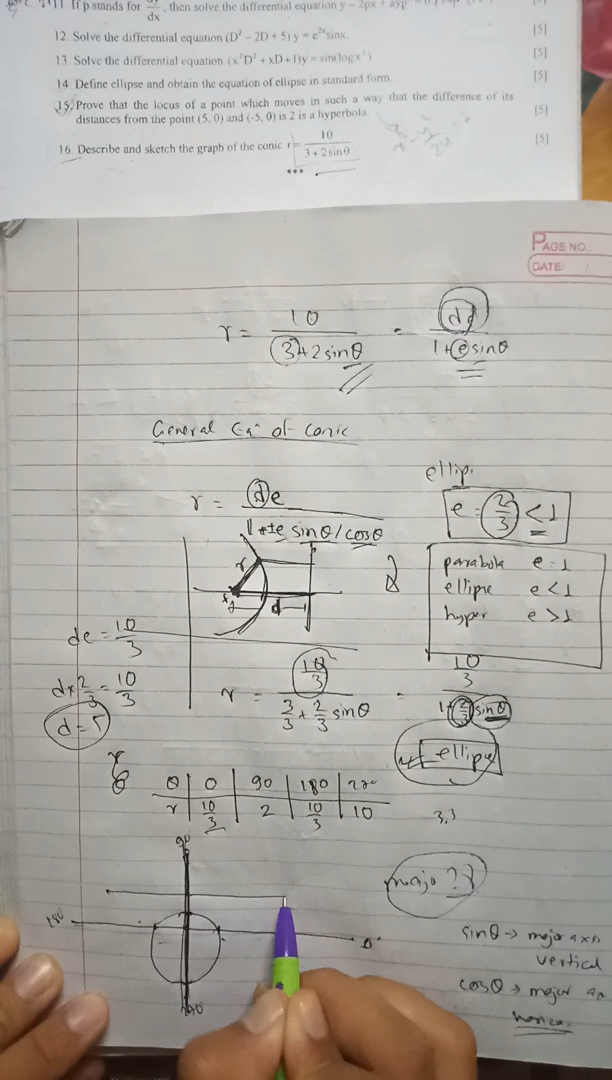 11. If p stands for dy/dx, then solve the differential equation y - 2px + ayp
12. Solve the differential equation (D² - 2D + 5) y = e²ˣsinx. [5]
13. Solve the differential equation (x²D² + xD + 1)y = sin(logx²) [5]
14. Define ellipse and obtain the equation of ellipse in standard form. [5]
15. Prove that the locus of a point which moves in such a way that the difference of its
distances from the point (5, 0) and (-5, 0) is 2 is a hyperbola. [5]
16. Describe and sketch the graph of the conic r = 10/(3+2sinθ) [5]
***
PAGE NO.
DATE: /
r = 10/(3+2sinθ) = de/(1+esinθ)
General Eqⁿ of conic
ellip.
r = de/(1±e sinθ/cosθ)
e = 2/3 < 1
parabola e = 1
ellipse e < 1
hyper e > 1
r
d
de = 10/3
d×2/3 = 10/3
d = 5
r = (10/3)/(3/3 + 2/3 sinθ) = (10/3)/(1+2/3 sinθ)
ellipse
θ 0 90 180 270
r 10/3 2 10/3 10
3.3
90
majo ??
180
0°
sinθ → major axis
vertical
cosθ → major